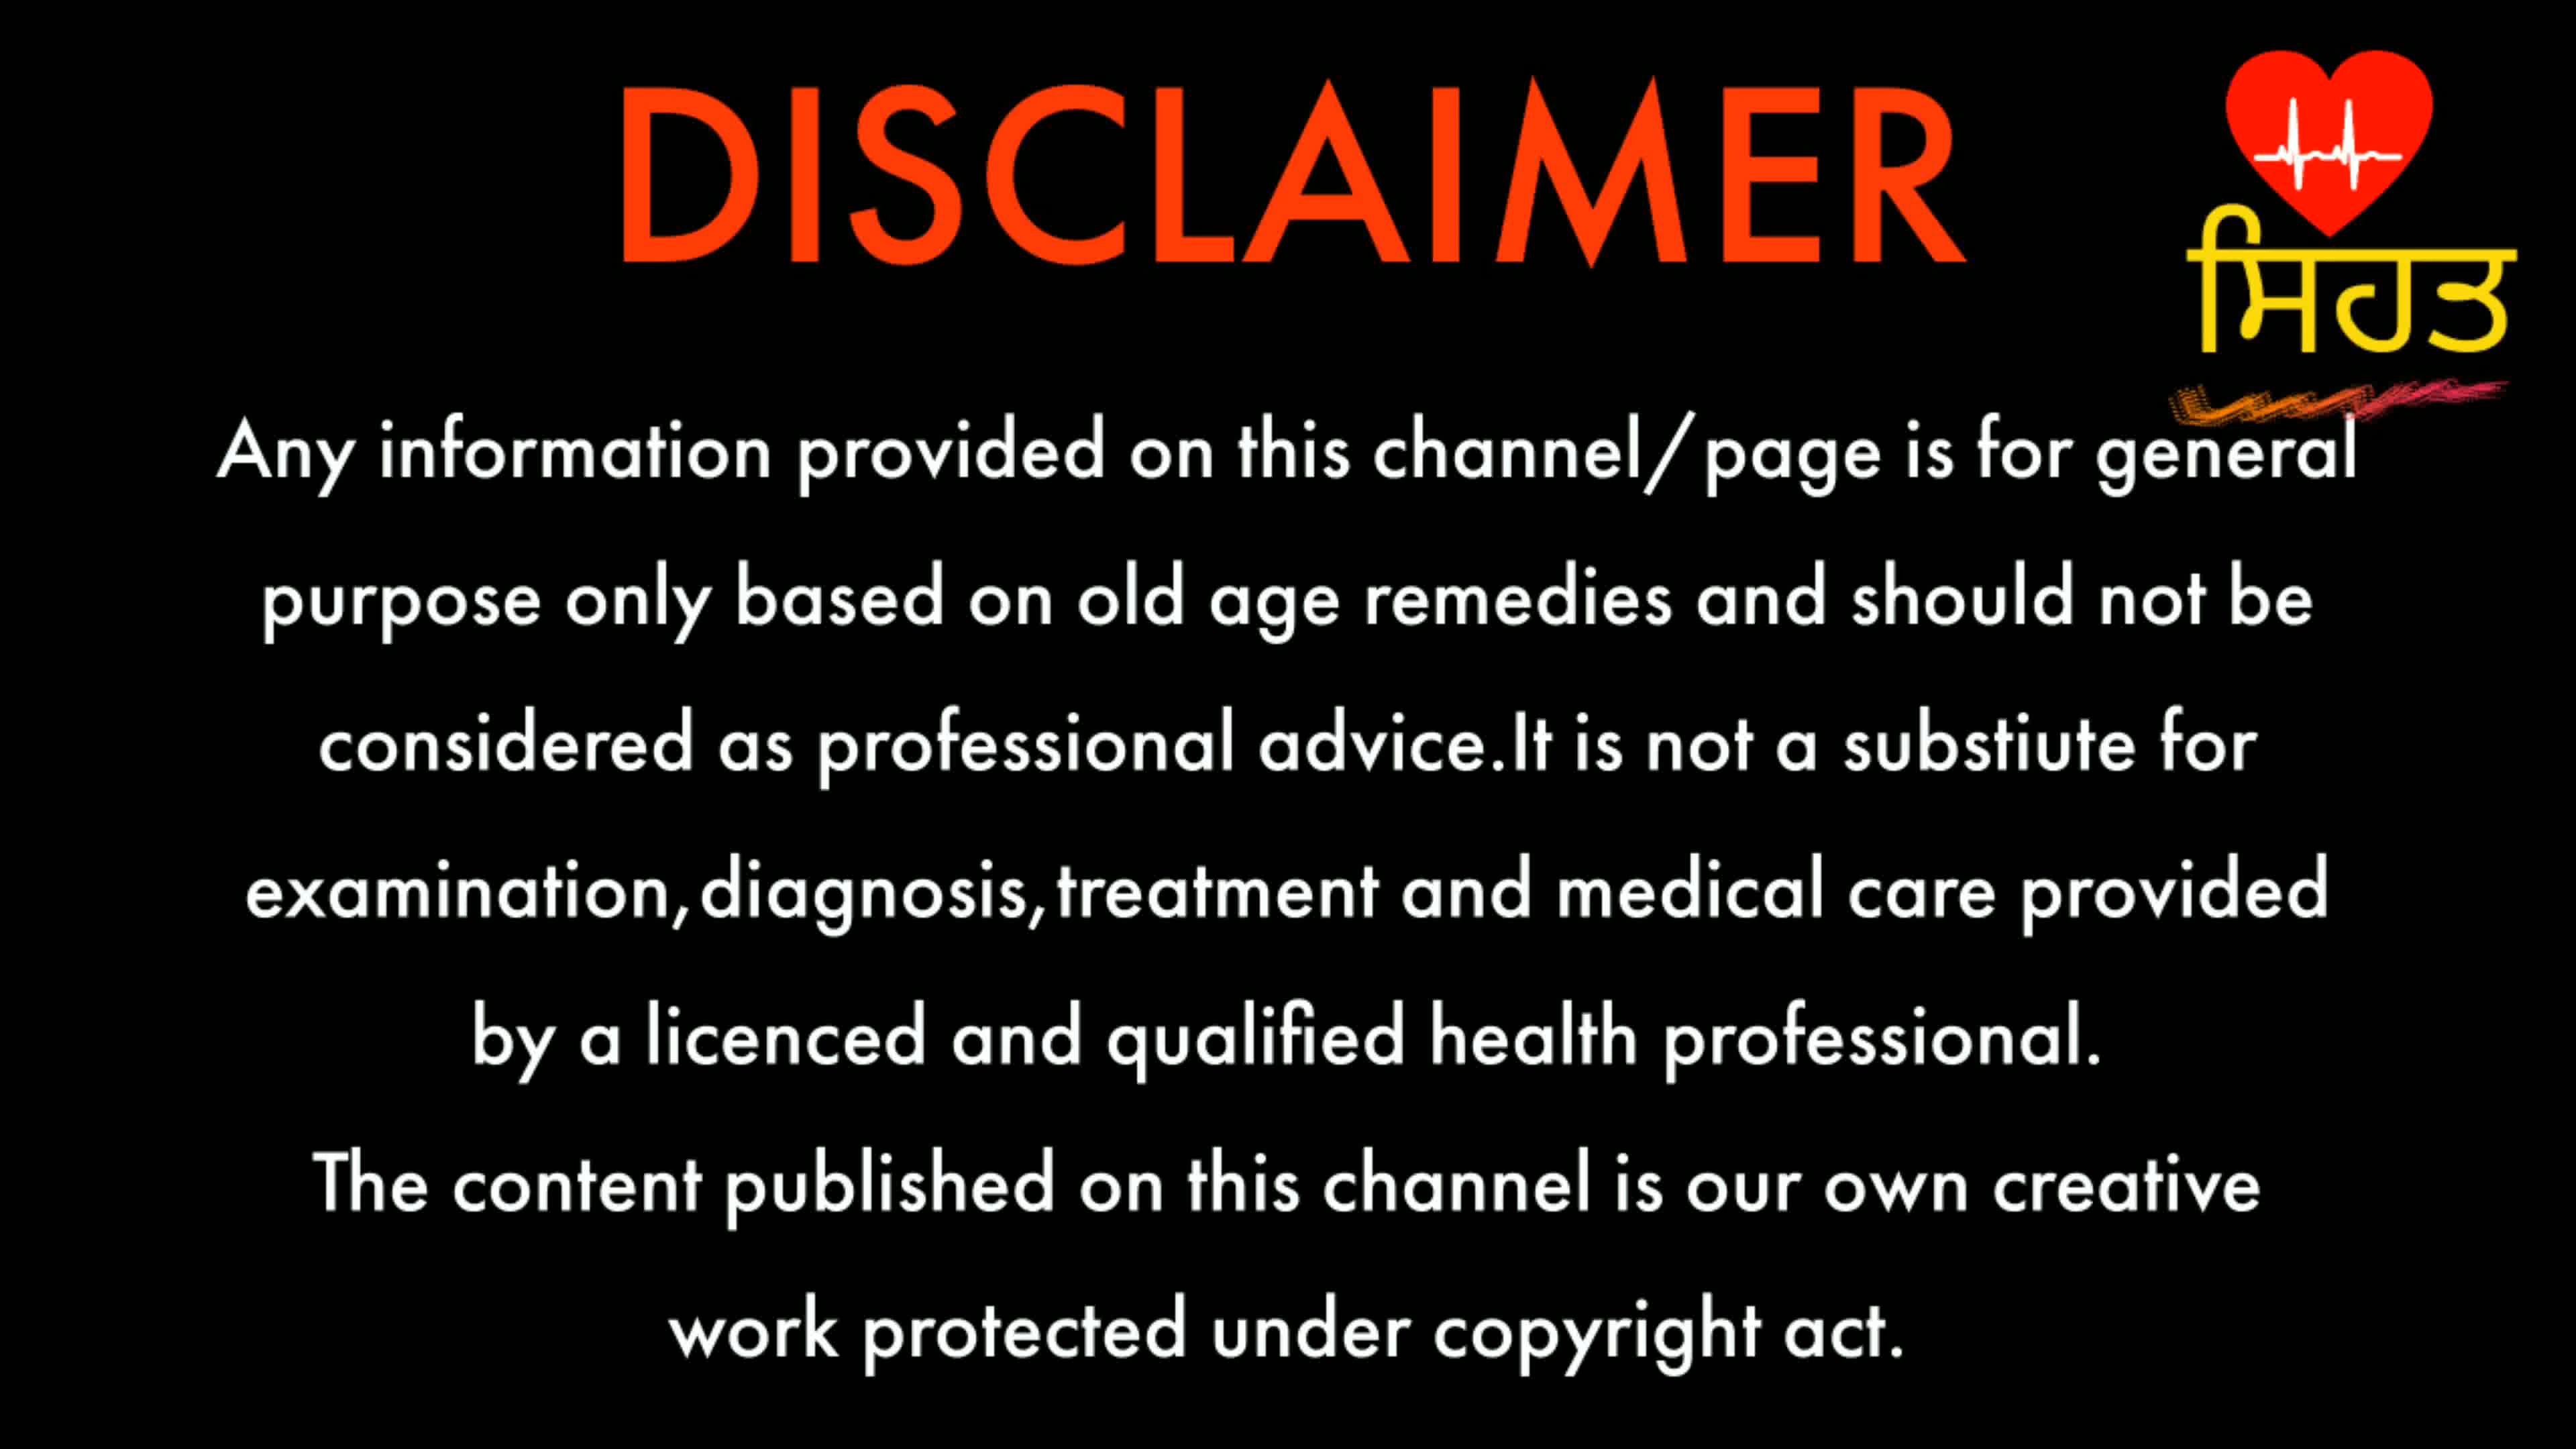 DISCLAIMER
ਸਿਹਤ
Any information provided on this channel/page is for general
purpose only based on old age remedies and should not be
considered as professional advice.It is not a substiute for
examination,diagnosis,treatment and medical care provided
by a licenced and qualified health professional.
The content published on this channel is our own creative
work protected under copyright act.